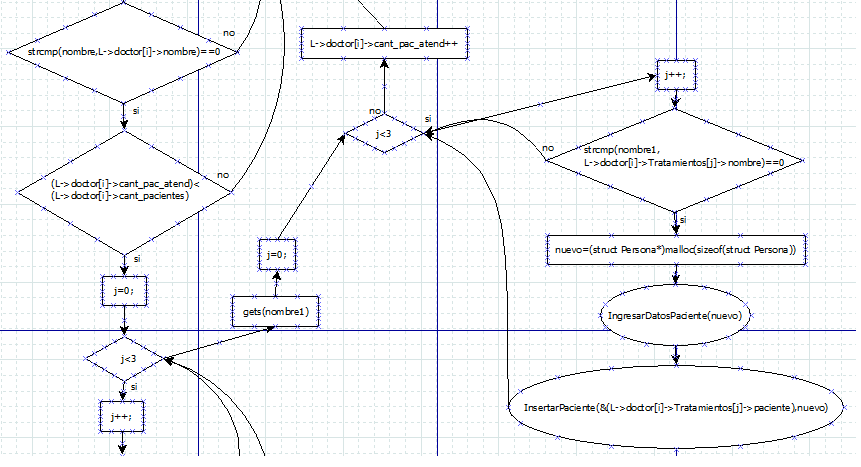 no
strcmp(nombre,L->doctor[i]->nombre)==0
si
(L->doctor[i]->cant_pac_atend)<
(L->doctor[i]->cant_pacientes)
no
si
j=0;
j<3
si
j++;
L->doctor[i]->cant_pac_atend++
no
j<3
si
j=0;
gets(nombre1)
j++;
no
strcmp(nombre1,
L->doctor[i]->Tratamientos[j]->nombre)==0
si
nuevo=(struct Persona*)malloc(sizeof(struct Persona))
IngresarDatosPaciente(nuevo)
InsertarPaciente(&(L->doctor[i]->Tratamientos[j]->paciente),nuevo)